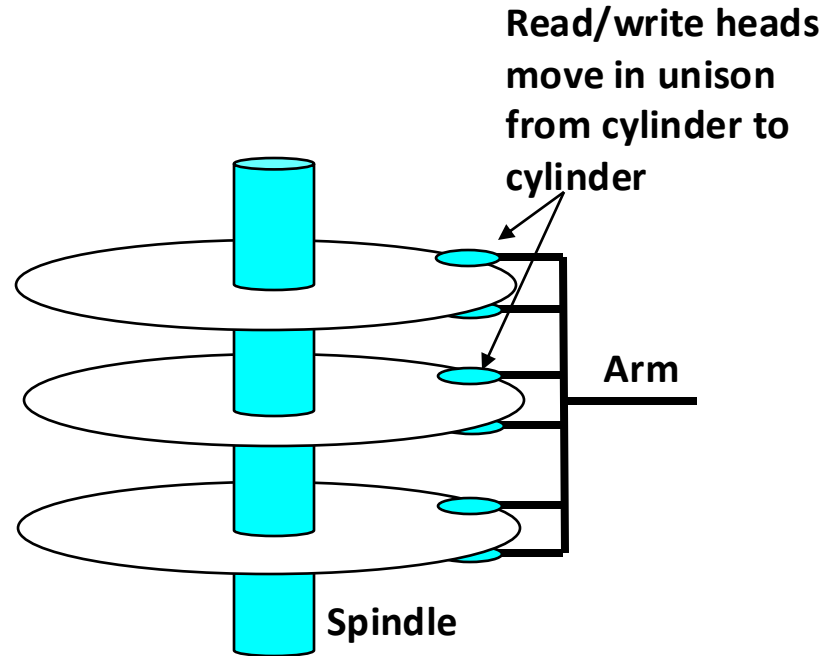 Read/write heads
move in unison
from cylinder to
cylinder
Arm
Spindle